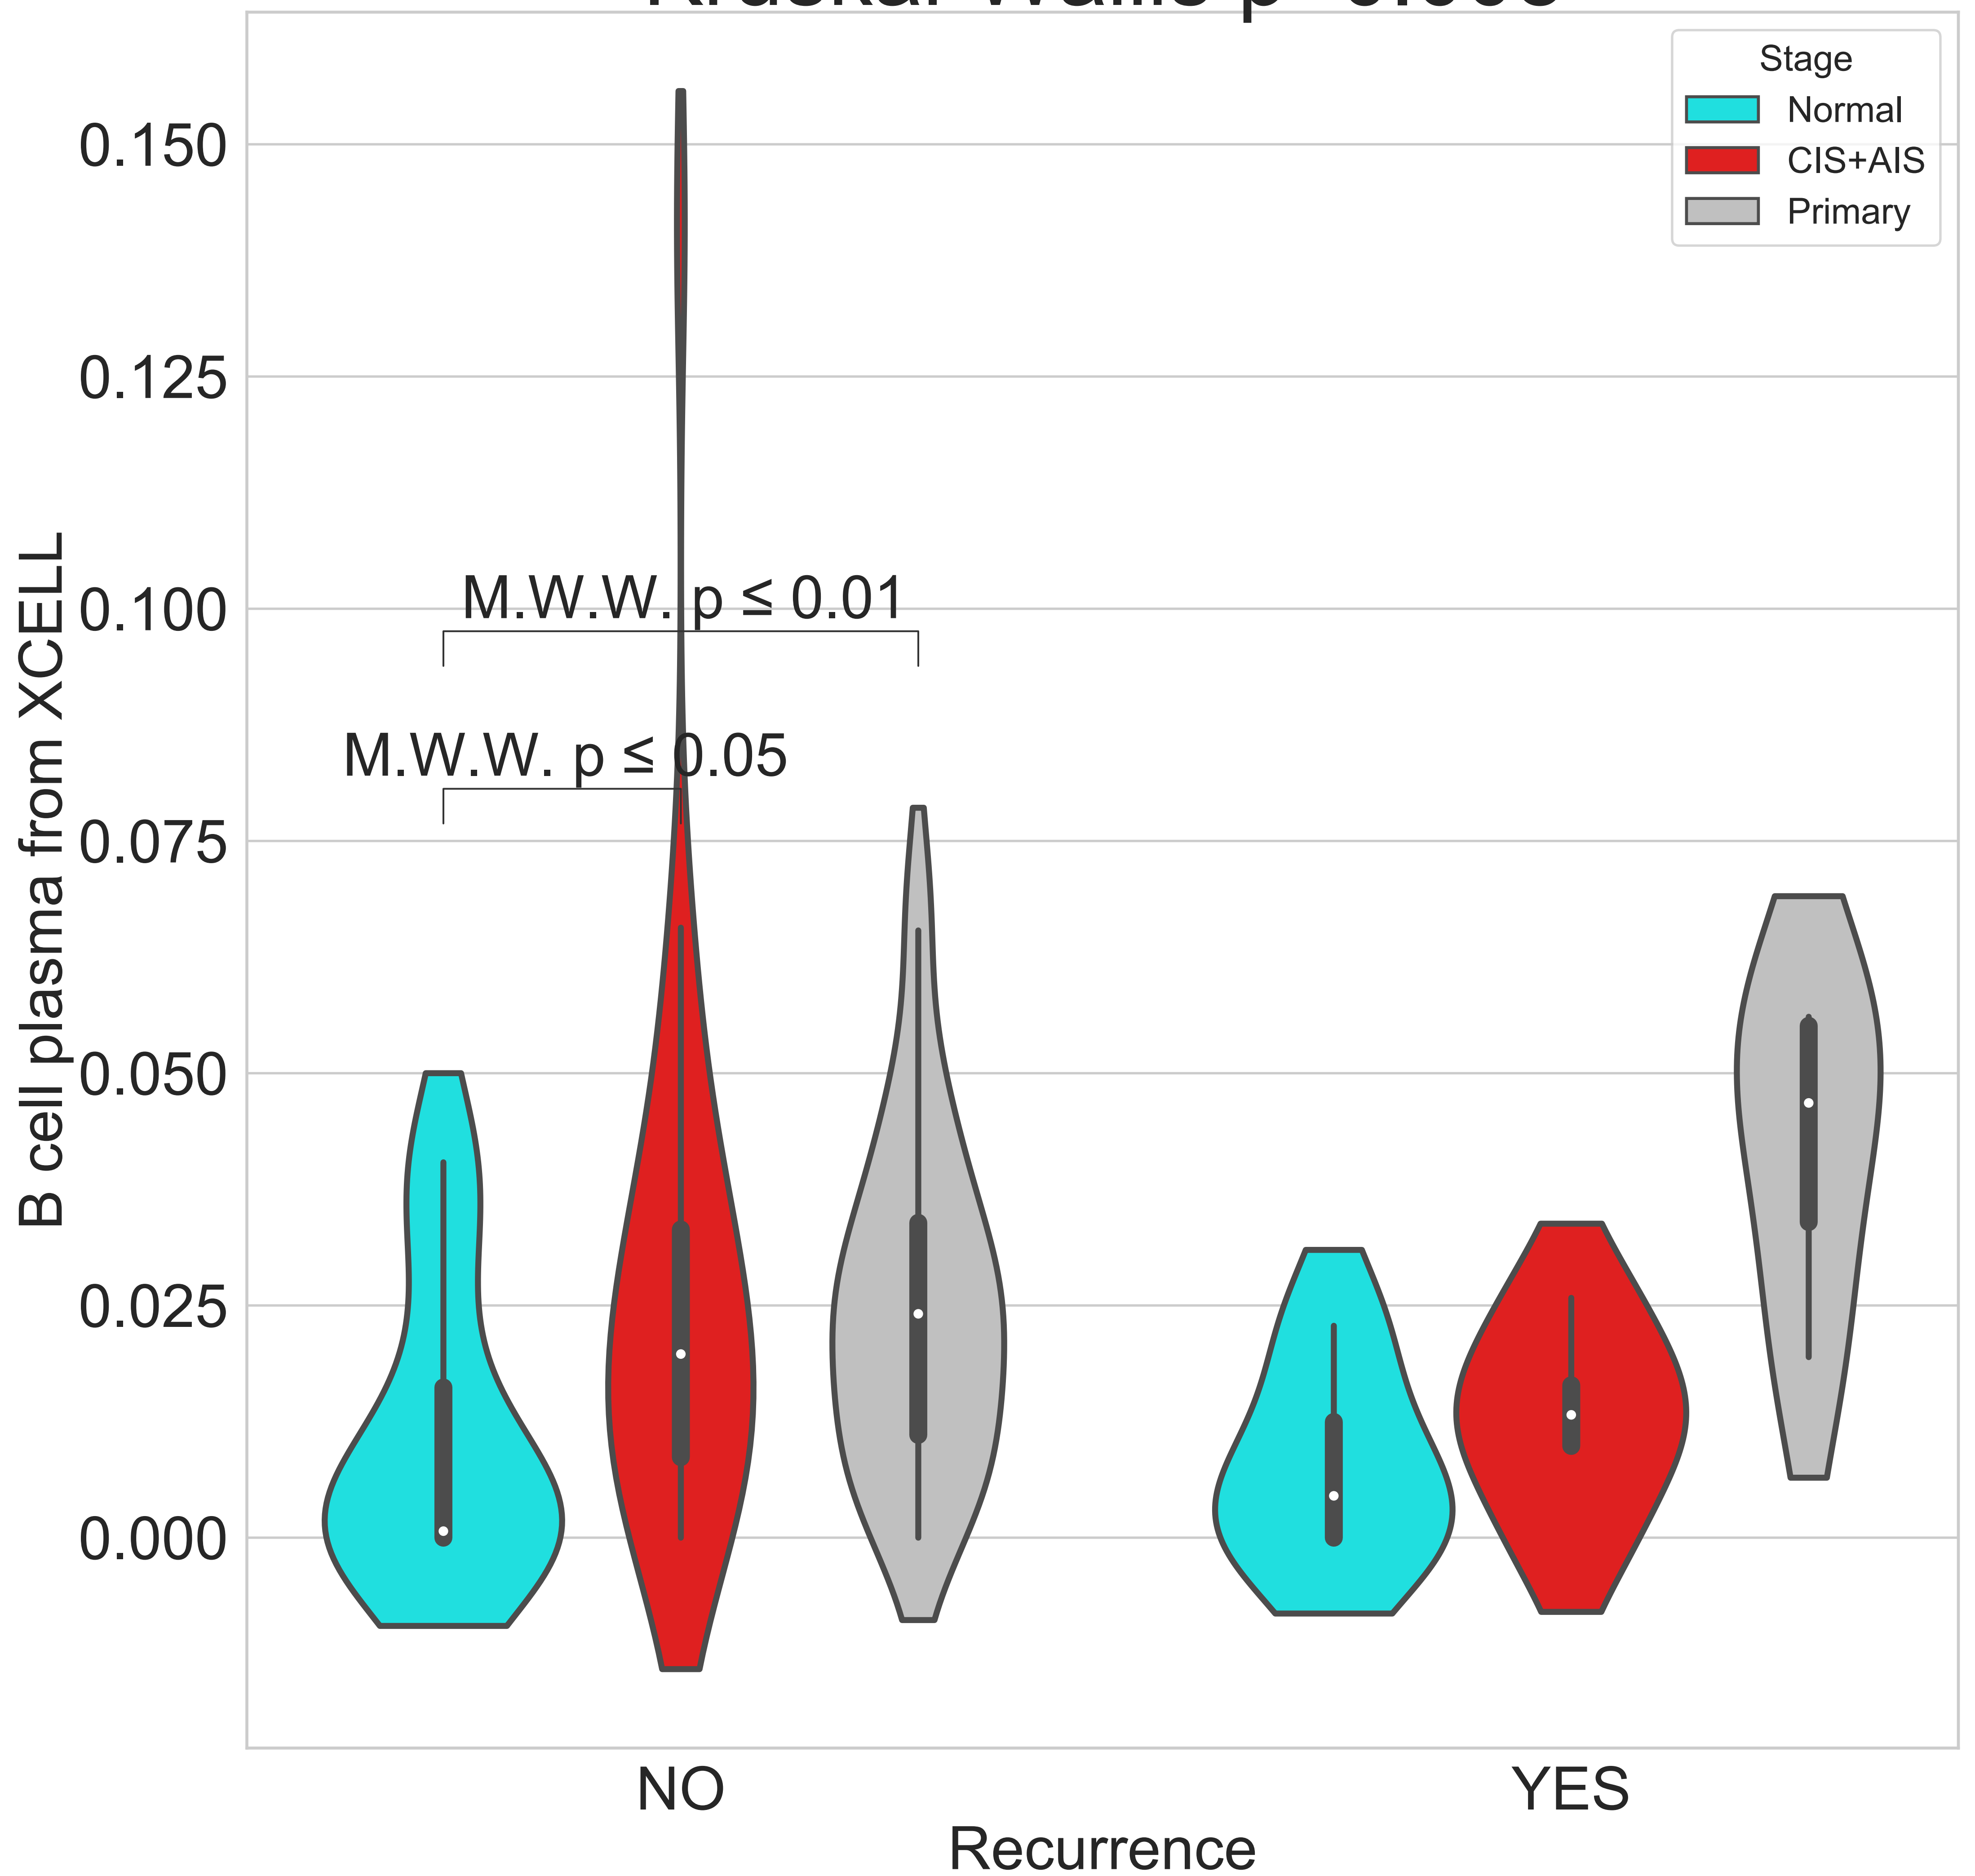 Stage
Normal
CIS+AIS
Primary
0.150
0.125
0.100
0.075
0.050
0.025
0.000
B cell plasma from XCELL
M.W.W. p ≤ 0.01
M.W.W. p ≤ 0.05
NO
YES
Recurrence